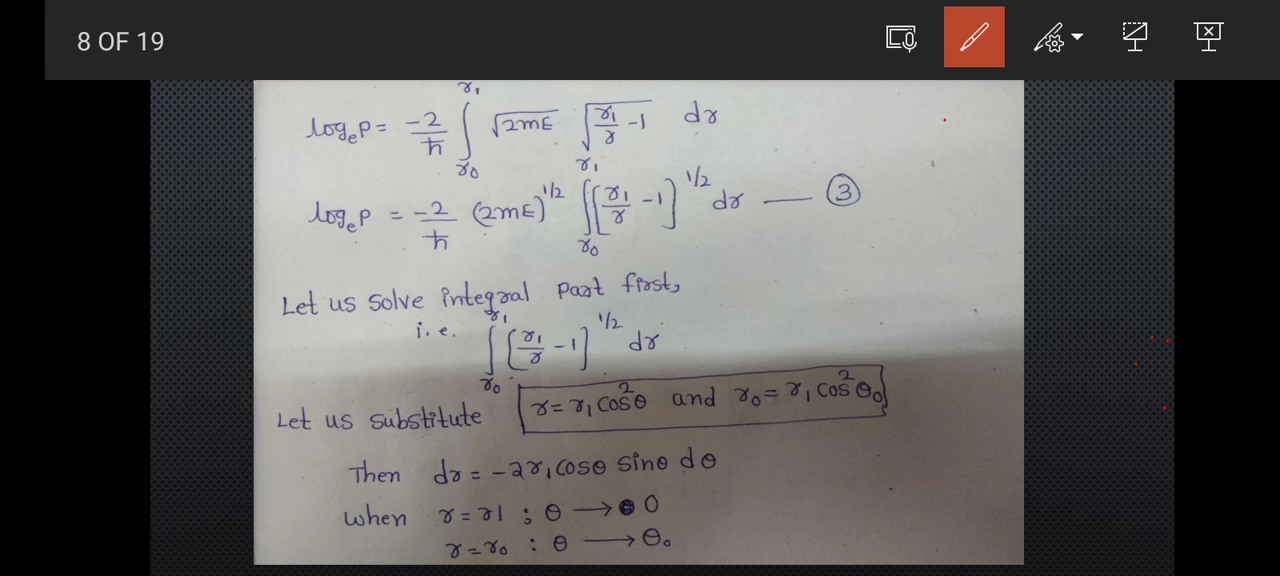 8 OF 19
logₑP = -2/ħ ∫_{r₀}^{r₁} √2mE √(r₁/r - 1) dr
logₑP = -2/ħ (2mE)^{1/2} ∫_{r₀}^{r₁} [r₁/r - 1]^{1/2} dr — ③
Let us solve integral part first,
i.e. ∫_{r₀}^{r₁} [r₁/r - 1]^{1/2} dr
Let us substitute r = r₁ cos²θ and r₀ = r₁ cos²θ₀
Then dr = -2r₁ cosθ sinθ dθ
When r = r1 ; θ → 0
r = r₀ : θ → θ₀